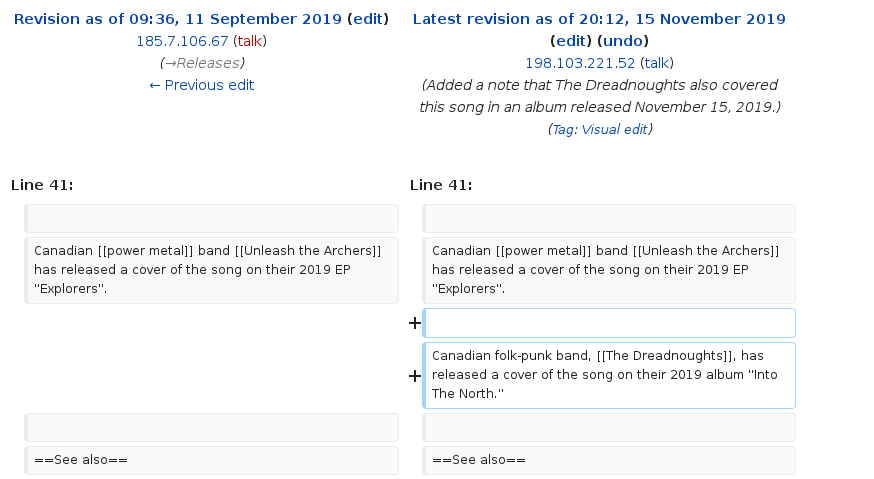 Revision as of 09:36, 11 September 2019 (edit)
185.7.106.67 (talk)
(→Releases)
← Previous edit
Latest revision as of 20:12, 15 November 2019
(edit) (undo)
198.103.221.52 (talk)
(Added a note that The Dreadnoughts also covered
this song in an album released November 15, 2019.)
(Tag: Visual edit)
Line 41:
Line 41:
Canadian [[power metal]] band [[Unleash the Archers]]
has released a cover of the song on their 2019 EP
"Explorers".
Canadian [[power metal]] band [[Unleash the Archers]]
has released a cover of the song on their 2019 EP
"Explorers".
+
+
Canadian folk-punk band, [[The Dreadnoughts]], has
released a cover of the song on their 2019 album "Into
The North."
==See also==
==See also==